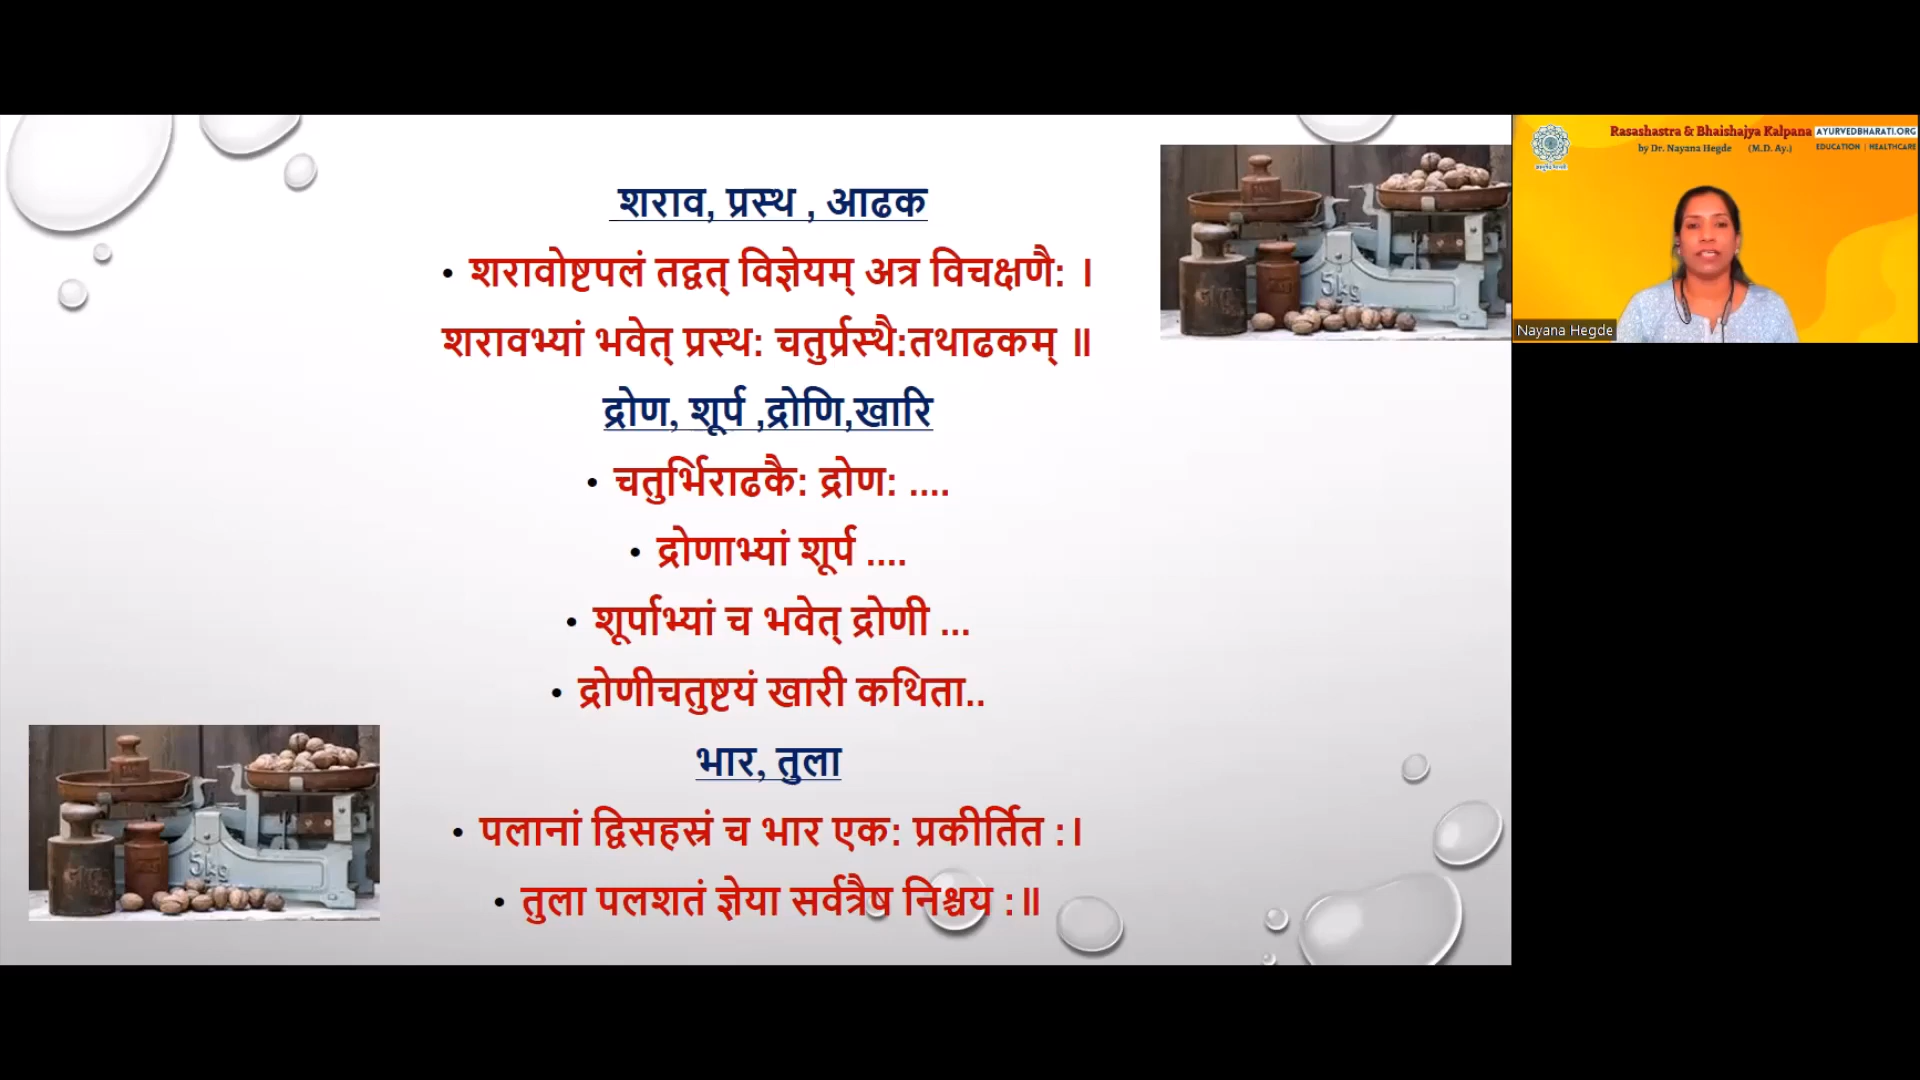 शराव, प्रस्थ , आढक
• शरावोष्टपलं तद्वत् विज्ञेयम् अत्र विचक्षणै: ।
शरावभ्यां भवेत् प्रस्थ: चतुर्प्रस्थै:तथाढकम् ॥
द्रोण, शूर्प ,द्रोणि,खारि
• चतुर्भिराढकै: द्रोण: ....
• द्रोणाभ्यां शूर्प ....
• शूर्पाभ्यां च भवेत् द्रोणी ...
• द्रोणीचतुष्टयं खारी कथिता..
भार, तुला
• पलानां द्विसहस्रं च भार एक: प्रकीर्तित :।
• तुला पलशतं ज्ञेया सर्वत्रैष निश्चय :॥
5kg
5kg
Rasashastra & Bhaishajya Kalpana
by Dr. Nayana Hegde (M.D. Ay.)
AYURVEDBHARATI.ORG
EDUCATION | HEALTHCARE
Nayana Hegde